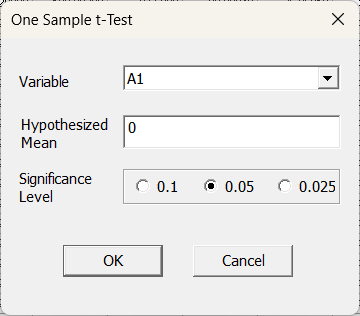 One Sample t-Test
Variable
A1
Hypothesized
Mean
0
Significance
Level
0.1 0.05 0.025
OK Cancel